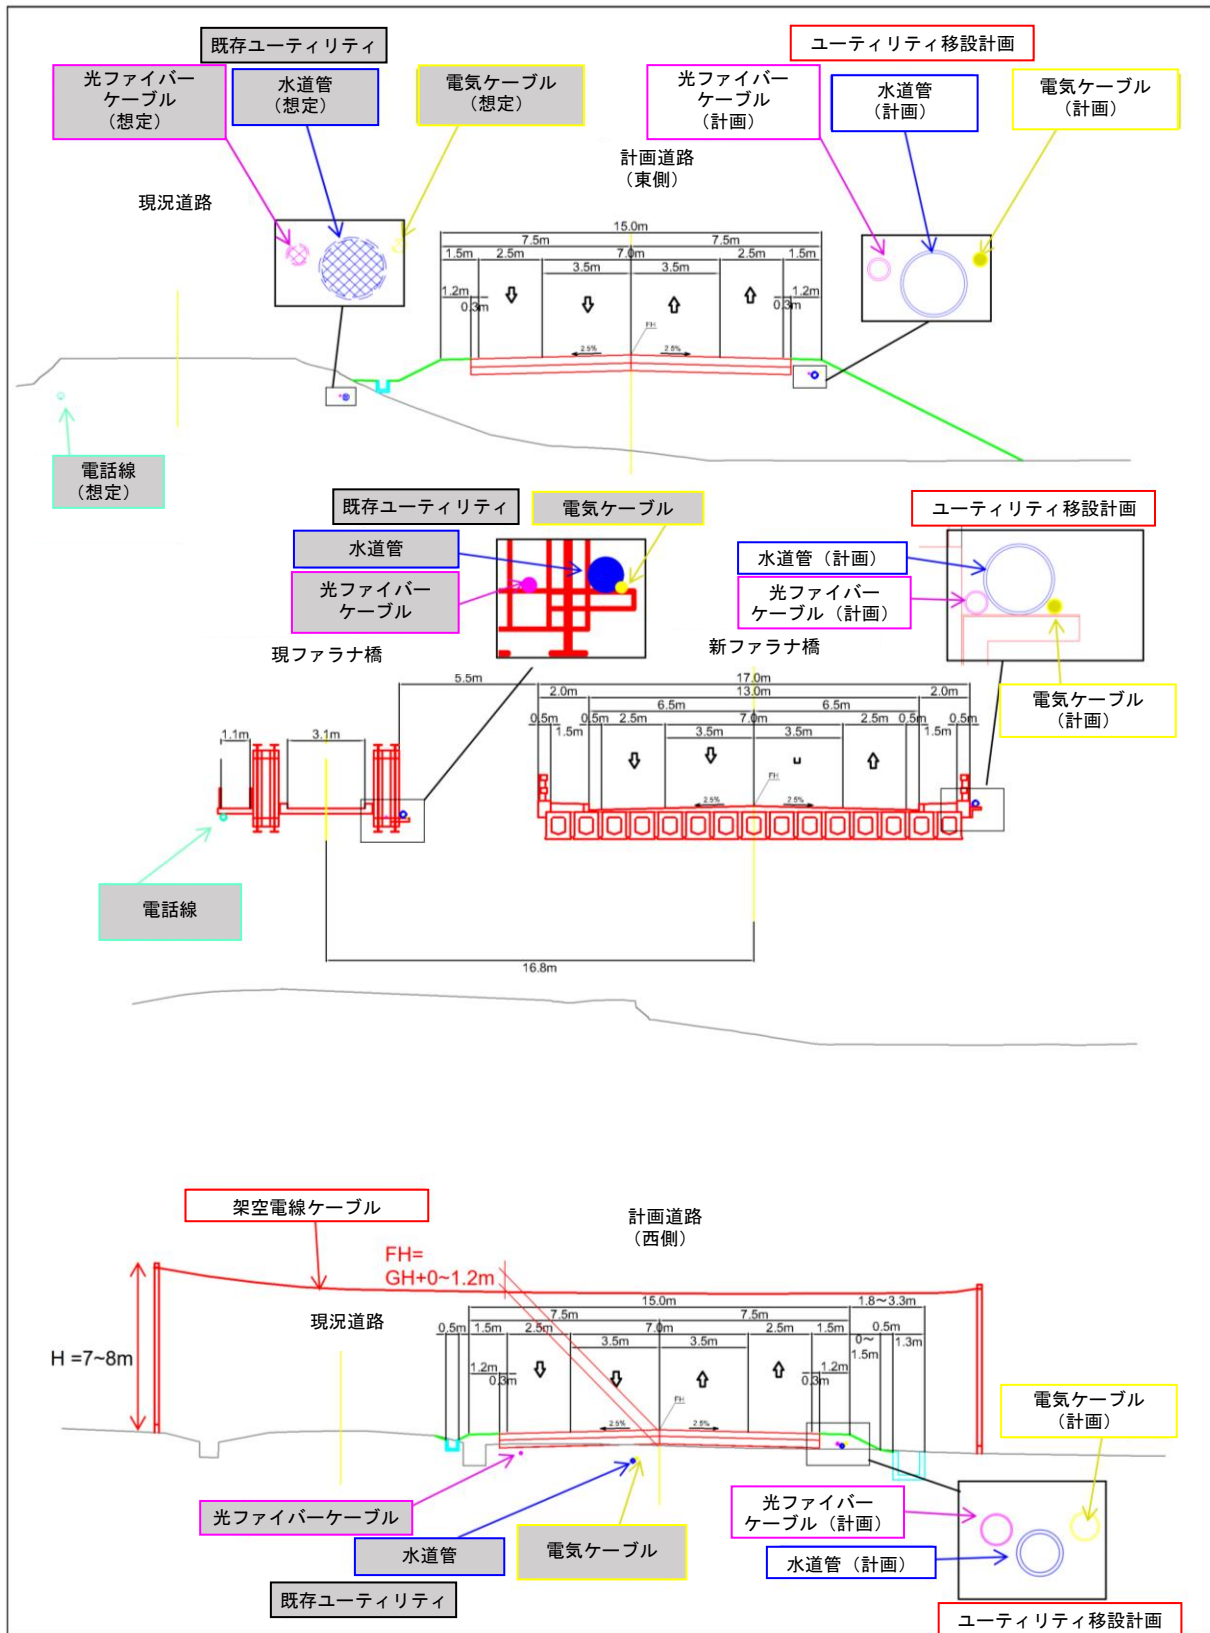 既存ユーティリティ
ユーティリティ移設計画
光ファイバー
ケーブル
（想定）
水道管
（想定）
電気ケーブル
（想定）
光ファイバー
ケーブル
（計画）
水道管
（計画）
電気ケーブル
（計画）
計画道路
（東側）
現況道路
15.0m
7.5m
7.5m
1.5m
2.5m
7.0m
2.5m
1.5m
3.5m
3.5m
1.2m
0.3m
1.2m
0.3m
FH
2.5%
2.5%
電話線
（想定）
既存ユーティリティ
電気ケーブル
水道管
光ファイバー
ケーブル
ユーティリティ移設計画
水道管（計画）
光ファイバー
ケーブル（計画）
電気ケーブル
（計画）
現ファラナ橋
新ファラナ橋
5.5m
17.0m
2.0m
13.0m
2.0m
6.5m
6.5m
0.5m
0.5m
2.5m
7.0m
2.5m
0.5m
0.5m
1.5m
3.5m
3.5m
1.5m
1.1m
3.1m
FH
2.5%
2.5%
電話線
16.8m
架空電線ケーブル
計画道路
（西側）
FH=
GH+0~1.2m
現況道路
H =7~8m
15.0m
1.8～3.3m
7.5m
7.5m
0.5m
1.5m
2.5m
7.0m
2.5m
1.5m
0～
1.5m
0.5m
1.3m
3.5m
3.5m
1.2m
0.3m
1.2m
0.3m
FH
2.5%
2.5%
電気ケーブル
（計画）
光ファイバーケーブル
水道管
電気ケーブル
既存ユーティリティ
光ファイバー
ケーブル（計画）
水道管（計画）
ユーティリティ移設計画